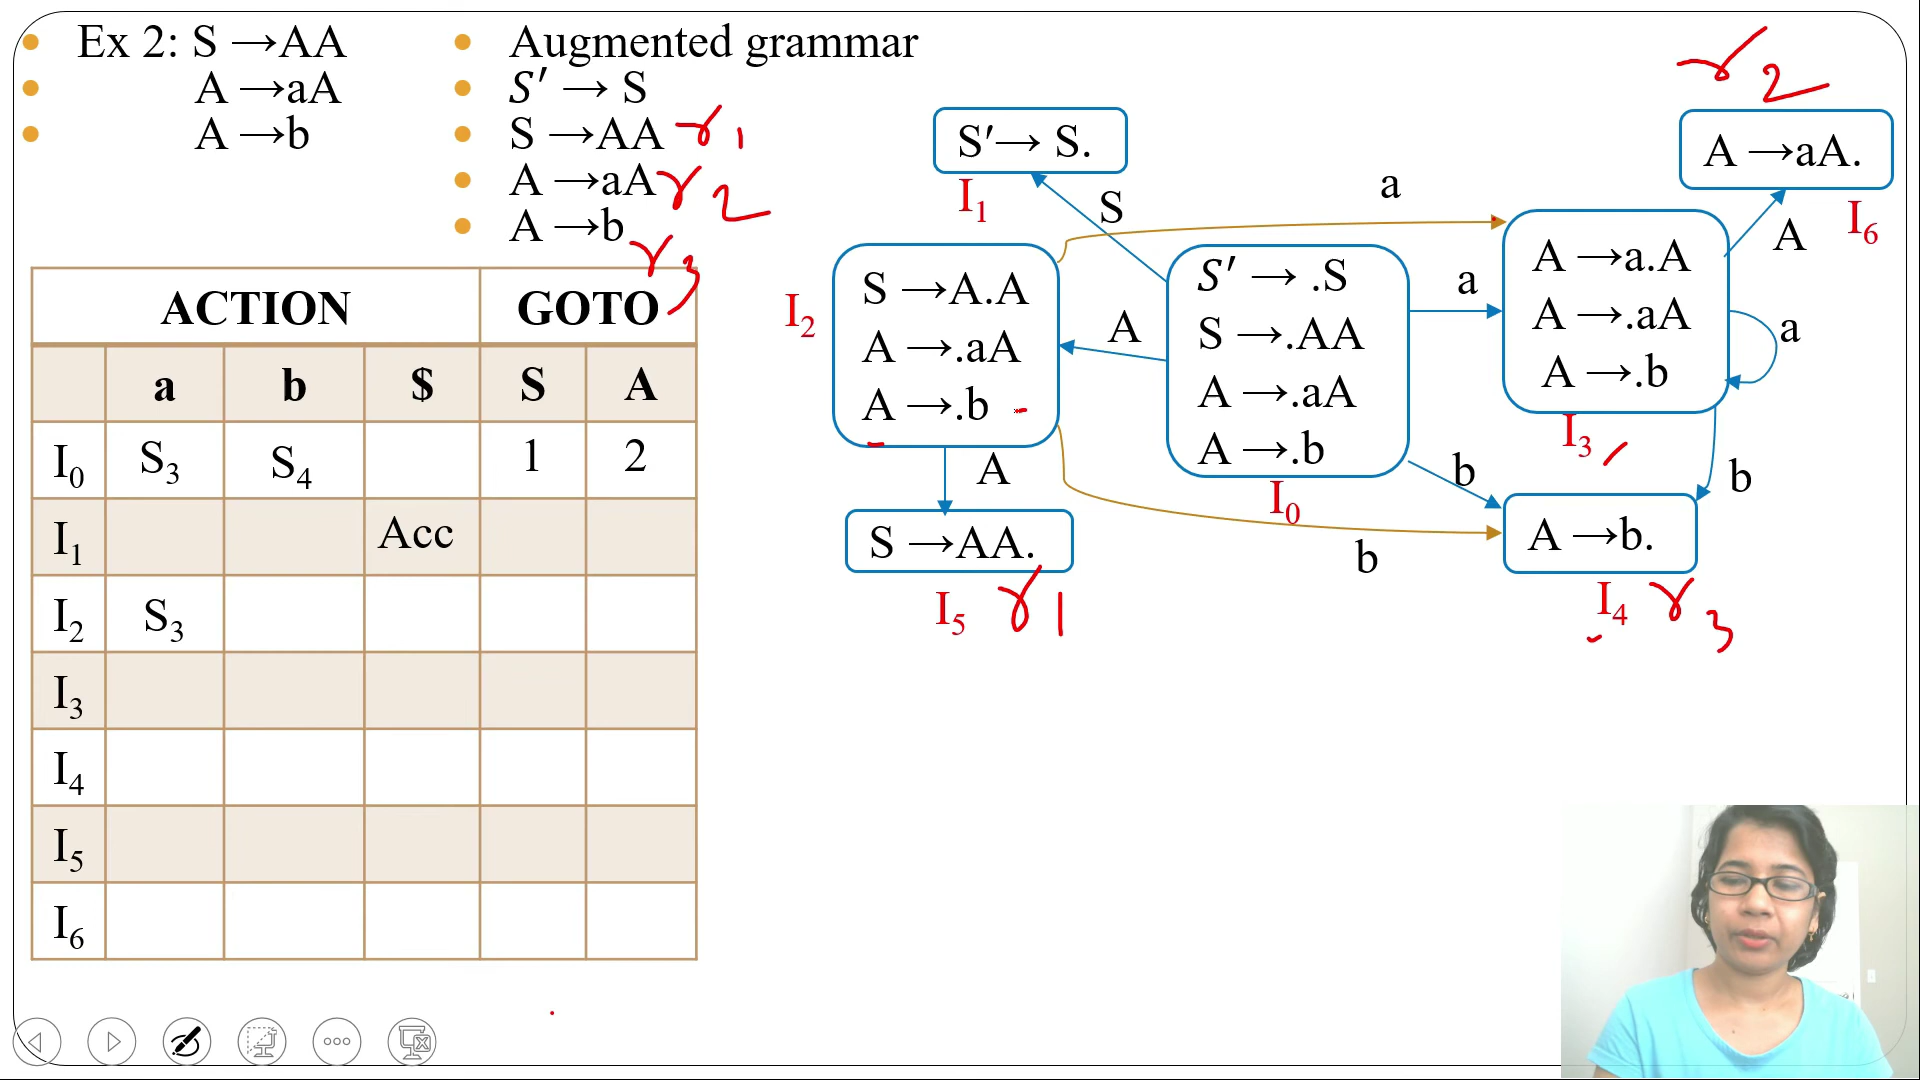 Ex 2: S →AA
A →aA
A →b
Augmented grammar
S′ → S
S →AA r1
A →aA r2
A →b r3
ACTION GOTO
a b $ S A
I0 S3 S4 1 2
I1 Acc
I2 S3
I3
I4
I5
I6
S′→ S.
I1
S
I2
S →A.A
A →.aA
A →.b
A
A
S →AA.
I5 r1
S′ → .S
S →.AA
A →.aA
A →.b
I0
a
a
b
b
r2
A →aA.
I6
A
A →a.A
A →.aA
A →.b
I3
a
b
A →b.
I4 r3